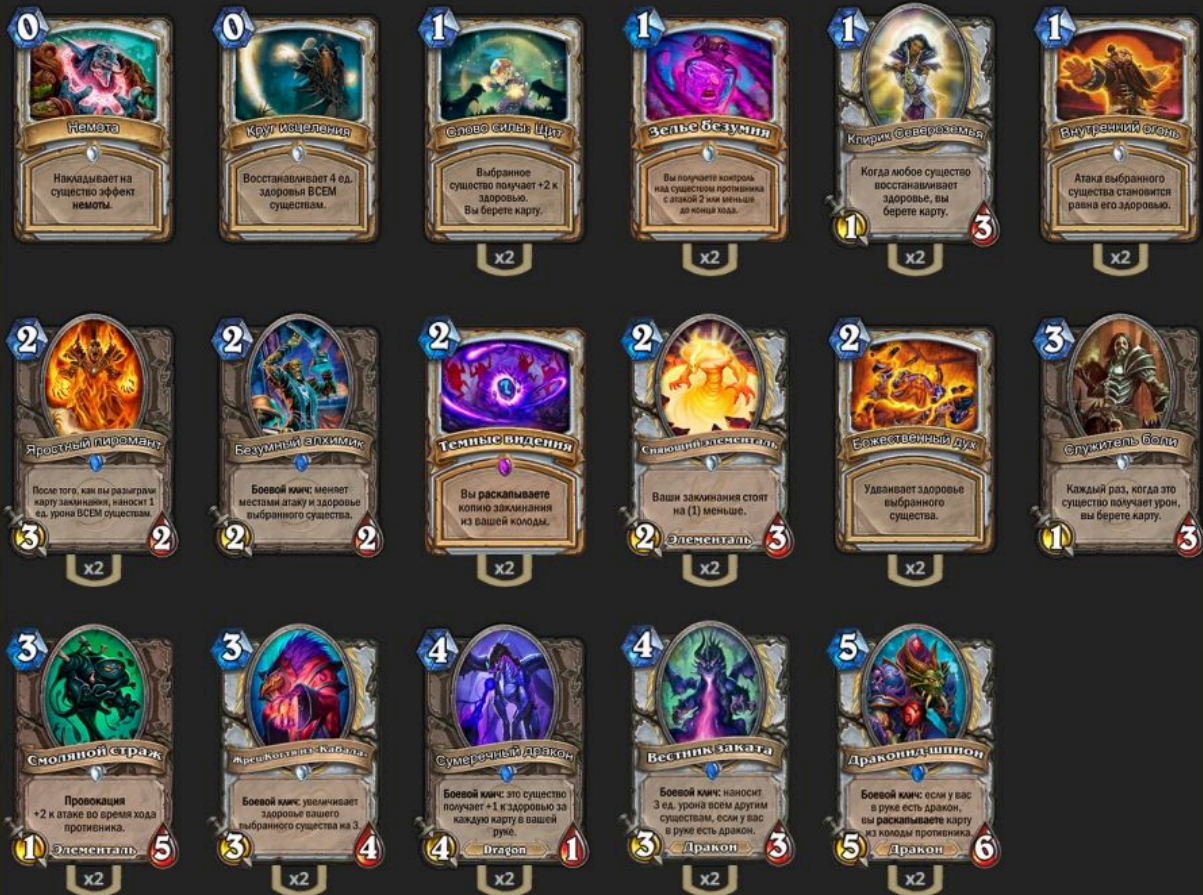 0
Немота
Накладывает на
существо эффект
немоты.
0
Круг исцеления
Восстанавливает 4 ед.
здоровья ВСЕМ
существам.
1
Слово силы: Щит
Выбранное
существо получает +2 к
здоровью.
Вы берете карту.
x2
1
Зелье безумия
Вы получаете контроль
над существом противника
с атакой 2 или меньше
до конца хода.
x2
1
Клирик Североземья
Когда любое существо
восстанавливает
здоровье, вы
берете карту.
1
3
x2
1
Внутренний огонь
Атака выбранного
существа становится
равна его здоровью.
x2
2
Яростный пиромант
После того, как вы разыграли
карту заклинания, наносит 1
ед. урона ВСЕМ существам.
3
2
x2
2
Безумный алхимик
Боевой клич: меняет
местами атаку и здоровье
выбранного существа.
2
2
2
Темные видения
Вы раскапываете
копию заклинания
из вашей колоды.
x2
2
Сияющий элементаль
Ваши заклинания стоят
на (1) меньше.
2
Элементаль
3
x2
2
Божественный дух
Удваивает здоровье
выбранного
существа.
x2
3
Служитель боли
Каждый раз, когда это
существо получает урон,
вы берете карту.
1
3
3
Смоляной страж
Провокация
+2 к атаке во время хода
противника.
1
Элементаль
5
x2
3
Жрец Когтя из «Кабала»
Боевой клич: увеличивает
здоровье вашего
выбранного существа на 3.
3
4
x2
4
Сумеречный дракон
Боевой клич: это существо
получает +1 к здоровью за
каждую карту в вашей
руке.
4
Dragon
1
x2
4
Вестник заката
Боевой клич: наносит
3 ед. урона всем другим
существам, если у вас
в руке есть дракон.
3
Дракон
3
x2
5
Драконид-шпион
Боевой клич: если у вас
в руке есть дракон,
вы раскапываете карту
из колоды противника.
5
Дракон
6
x2